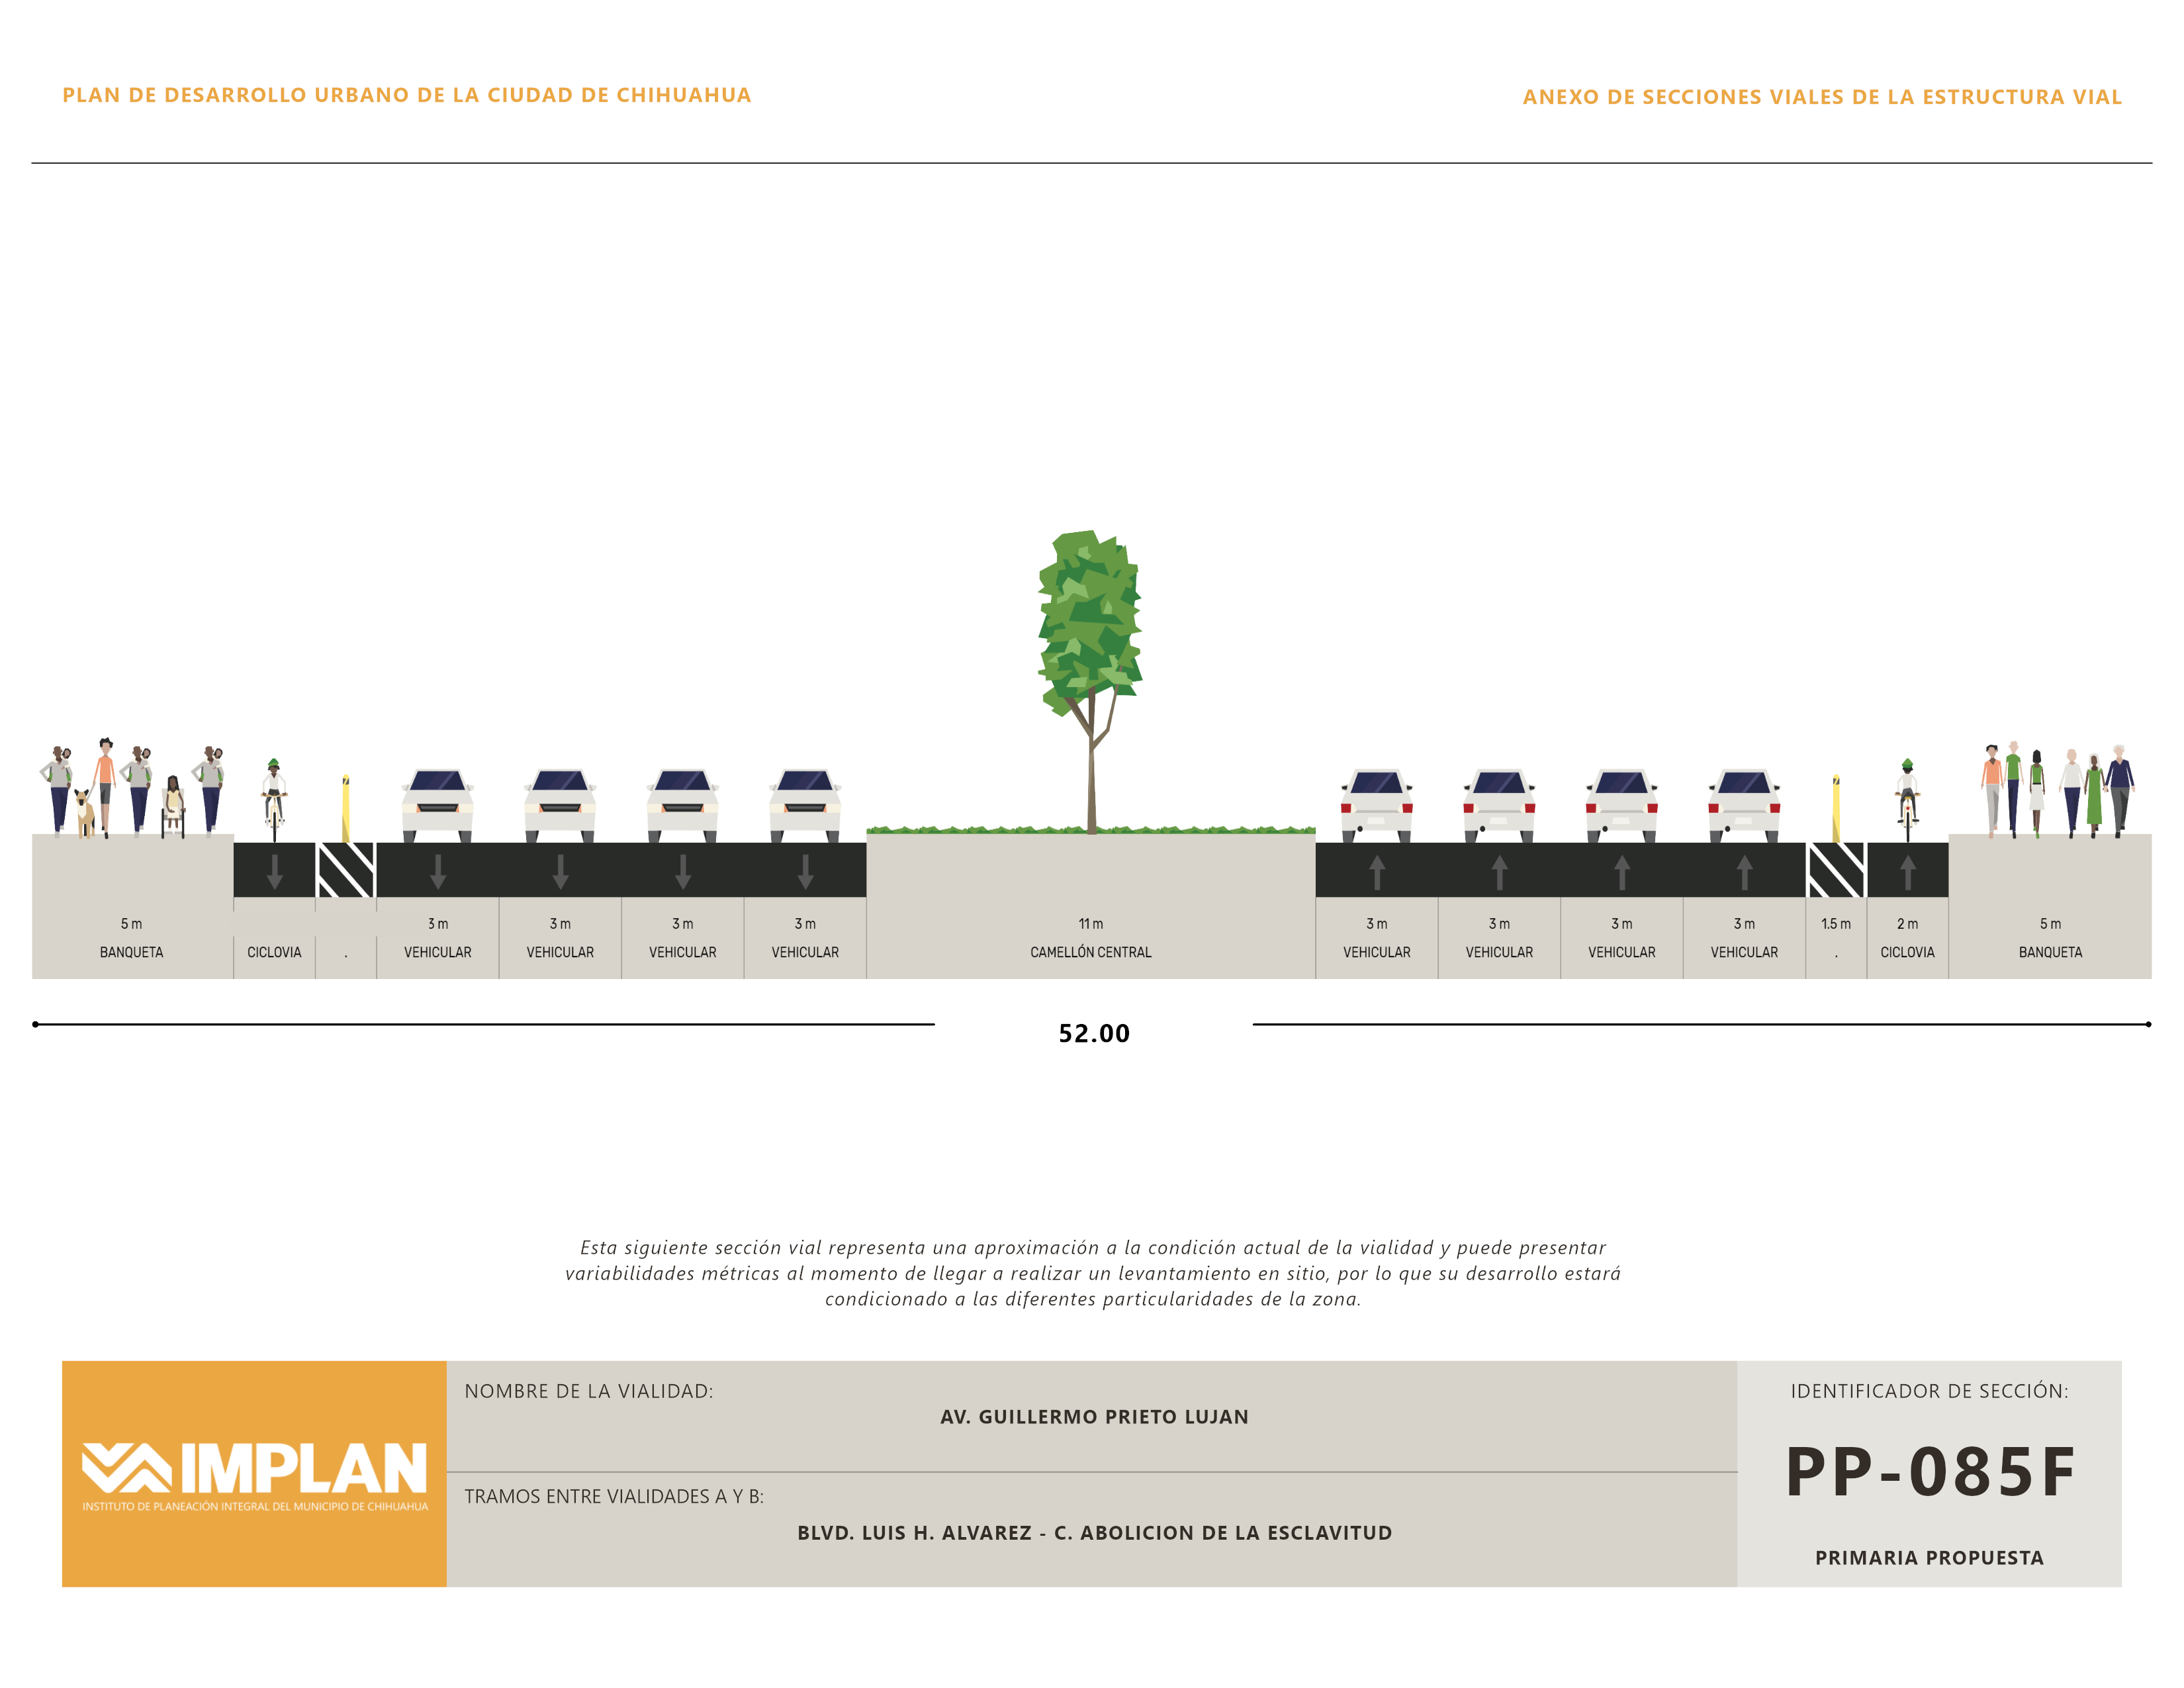 PLAN DE DESARROLLO URBANO DE LA CIUDAD DE CHIHUAHUA
ANEXO DE SECCIONES VIALES DE LA ESTRUCTURA VIAL
5 m 3 m 3 m 3 m 3 m 11 m 3 m 3 m 3 m 3 m 1.5 m 2 m 5 m
BANQUETA CICLOVIA . VEHICULAR VEHICULAR VEHICULAR VEHICULAR CAMELLÓN CENTRAL VEHICULAR VEHICULAR VEHICULAR VEHICULAR . CICLOVIA BANQUETA
52.00
Esta siguiente sección vial representa una aproximación a la condición actual de la vialidad y puede presentar
variabilidades métricas al momento de llegar a realizar un levantamiento en sitio, por lo que su desarrollo estará
condicionado a las diferentes particularidades de la zona.
IMPLAN
INSTITUTO DE PLANEACIÓN INTEGRAL DEL MUNICIPIO DE CHIHUAHUA
NOMBRE DE LA VIALIDAD:
AV. GUILLERMO PRIETO LUJAN
TRAMOS ENTRE VIALIDADES A Y B:
BLVD. LUIS H. ALVAREZ - C. ABOLICION DE LA ESCLAVITUD
IDENTIFICADOR DE SECCIÓN:
PP-085F
PRIMARIA PROPUESTA